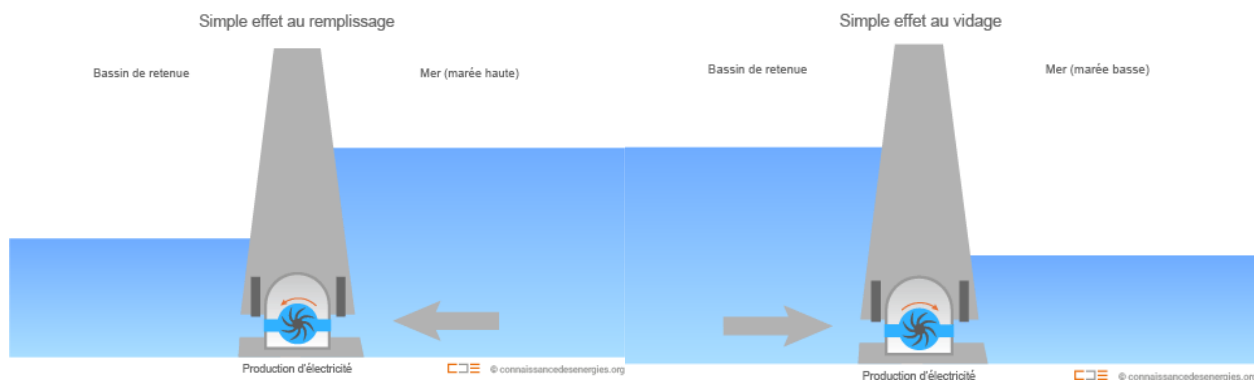 Simple effet au remplissage
Bassin de retenue
Mer (marée haute)
Production d'électricité
© connaissancedesenergies.org
Simple effet au vidage
Bassin de retenue
Mer (marée basse)
Production d'électricité
© connaissancedesenergies.org